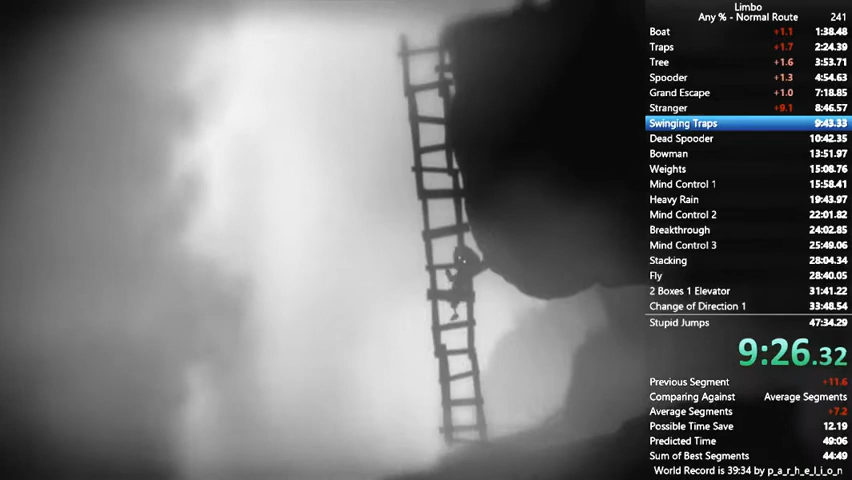 Limbo
Any % - Normal Route 241
Boat +1.1 1:38.48
Traps +1.7 2:24.39
Tree +1.6 3:53.71
Spooder +1.3 4:54.63
Grand Escape +1.0 7:18.85
Stranger +9.1 8:46.57
Swinging Traps 9:43.33
Dead Spooder 10:42.35
Bowman 13:51.97
Weights 15:08.76
Mind Control 1 15:58.41
Heavy Rain 19:43.97
Mind Control 2 22:01.82
Breakthrough 24:02.85
Mind Control 3 25:49.06
Stacking 28:04.34
Fly 28:40.05
2 Boxes 1 Elevator 31:41.22
Change of Direction 1 33:48.54
Stupid Jumps 47:34.29
9:26.32
Previous Segment +11.6
Comparing Against Average Segments
Average Segments +7.2
Possible Time Save 12.19
Predicted Time 49:06
Sum of Best Segments 44:49
World Record is 39:34 by p_a_r_h_e_l_i_o_n